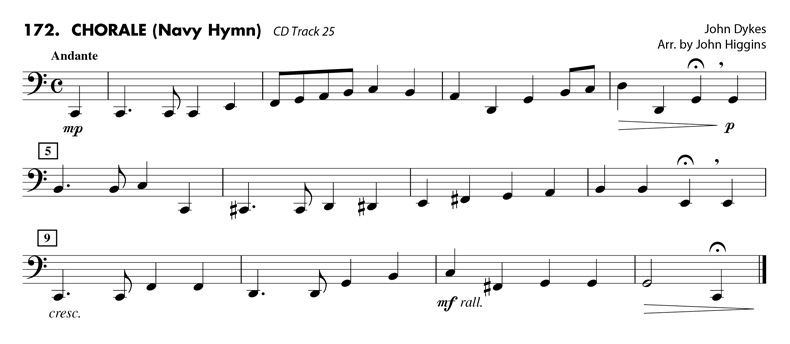 172. CHORALE (Navy Hymn) CD Track 25
John Dykes
Arr. by John Higgins
Andante
mp
p
5
9
cresc.
mf rall.